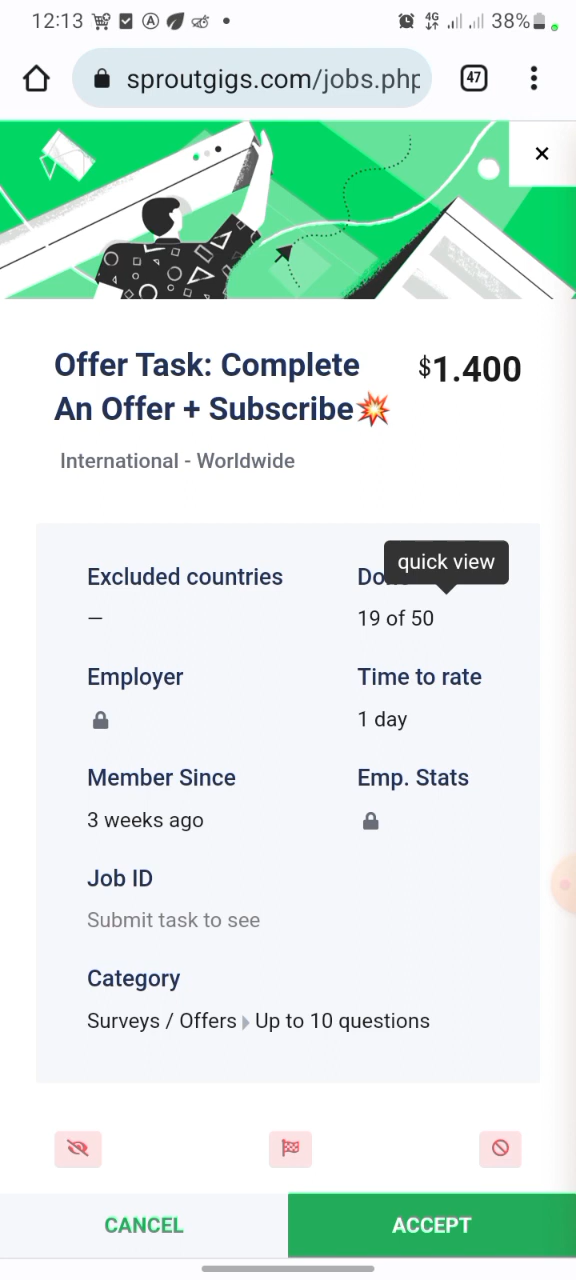 12:13
4G
38%
sproutgigs.com/jobs.php
47
Offer Task: Complete
An Offer + Subscribe💥
$1.400
International - Worldwide
quick view
Excluded countries
–
19 of 50
Employer
Time to rate
1 day
Member Since
Emp. Stats
3 weeks ago
Job ID
Submit task to see
Category
Surveys / Offers Up to 10 questions
CANCEL
ACCEPT